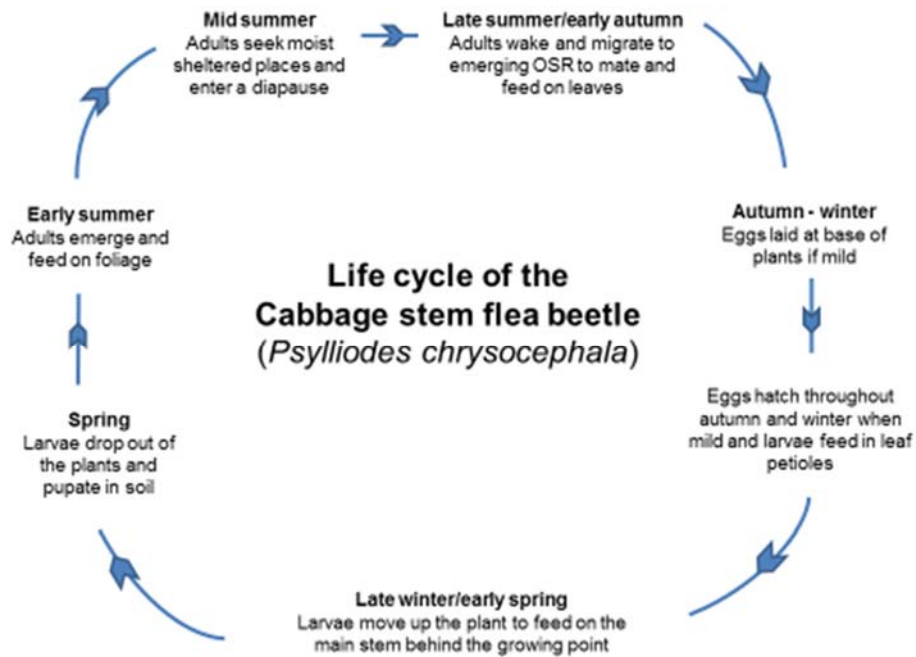 Life cycle of the
Cabbage stem flea beetle
(Psylliodes chrysocephala)
Mid summer
Adults seek moist
sheltered places and
enter a diapause
Late summer/early autumn
Adults wake and migrate to
emerging OSR to mate and
feed on leaves
Autumn - winter
Eggs laid at base of
plants if mild
Eggs hatch throughout
autumn and winter when
mild and larvae feed in leaf
petioles
Late winter/early spring
Larvae move up the plant to feed on the
main stem behind the growing point
Spring
Larvae drop out of
the plants and
pupate in soil
Early summer
Adults emerge and
feed on foliage